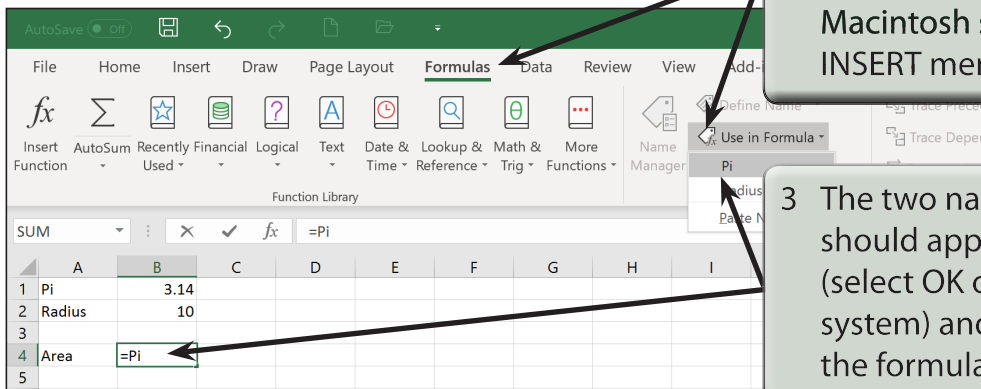 AutoSave Off
Macintosh
INSERT
File Home Insert Draw Page Layout Formulas Data Review View Add-i
fx
Insert Function
AutoSum
Recently Used
Financial
Logical
Text
Date & Time
Lookup & Reference
Math & Trig
More Functions
Function Library
Name Manager
Define Name
Use in Formula
Pi
Radius
Paste N
Trace Prece
Trace Depen
3 The two na
should app
(select OK
system) and
the formula
SUM fx =Pi
A B C D E F G H I
1 Pi 3.14
2 Radius 10
3
4 Area =Pi
5